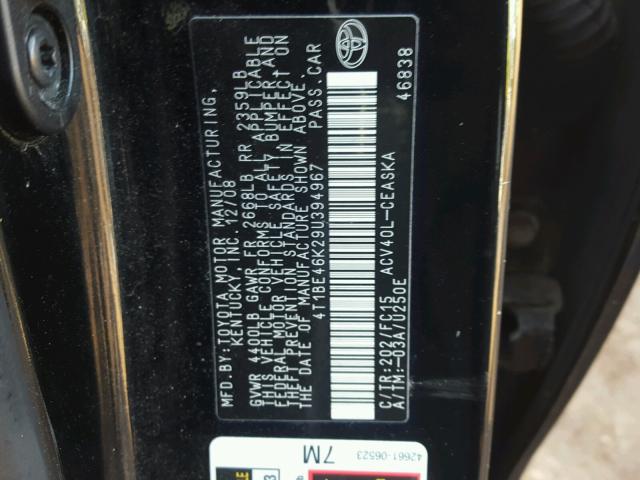 MFD.BY:TOYOTA MOTOR MANUFACTURING,
KENTUCKY, INC. 12/08
GVWR 4400LB GAWR FR 2668LB RR 2359LB
THIS VEHICLE CONFORMS TO ALL APPLICABLE
FEDERAL MOTOR VEHICLE SAFETY, BUMPER, AND
THEFT PREVENTION STANDARDS IN EFFECT ON
THE DATE OF MANUFACTURE SHOWN ABOVE.
4T1BE46K29U394967 PASS.CAR
C/TR:202/FC15 ACV40L-CEASKA
A/TM:-03A/U250E 46838
42661-06523
7M